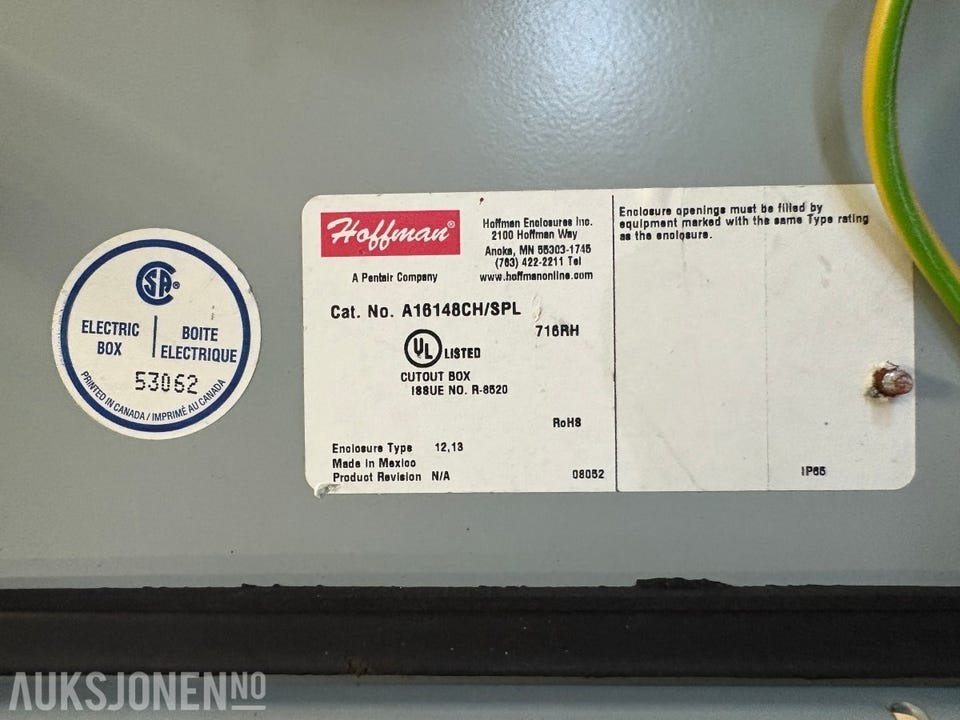 SA®
ELECTRIC BOX
BOITE ELECTRIQUE
53062
PRINTED IN CANADA / IMPRIMÉ AU CANADA
Hoffman®
A Pentair Company
Hoffman Enclosures Inc.
2100 Hoffman Way
Anoka, MN 55303-1745
(763) 422-2211 Tel
www.hoffmanonline.com
Cat. No. A16148CH/SPL
716RH
UL LISTED
CUTOUT BOX
ISSUE NO. R-8520
RoHS
Enclosure Type 12,13
Made in Mexico
Product Revision N/A
08052
Enclosure openings must be filled by
equipment marked with the same Type rating
as the enclosure.
IP65
AUKSJONEN NO